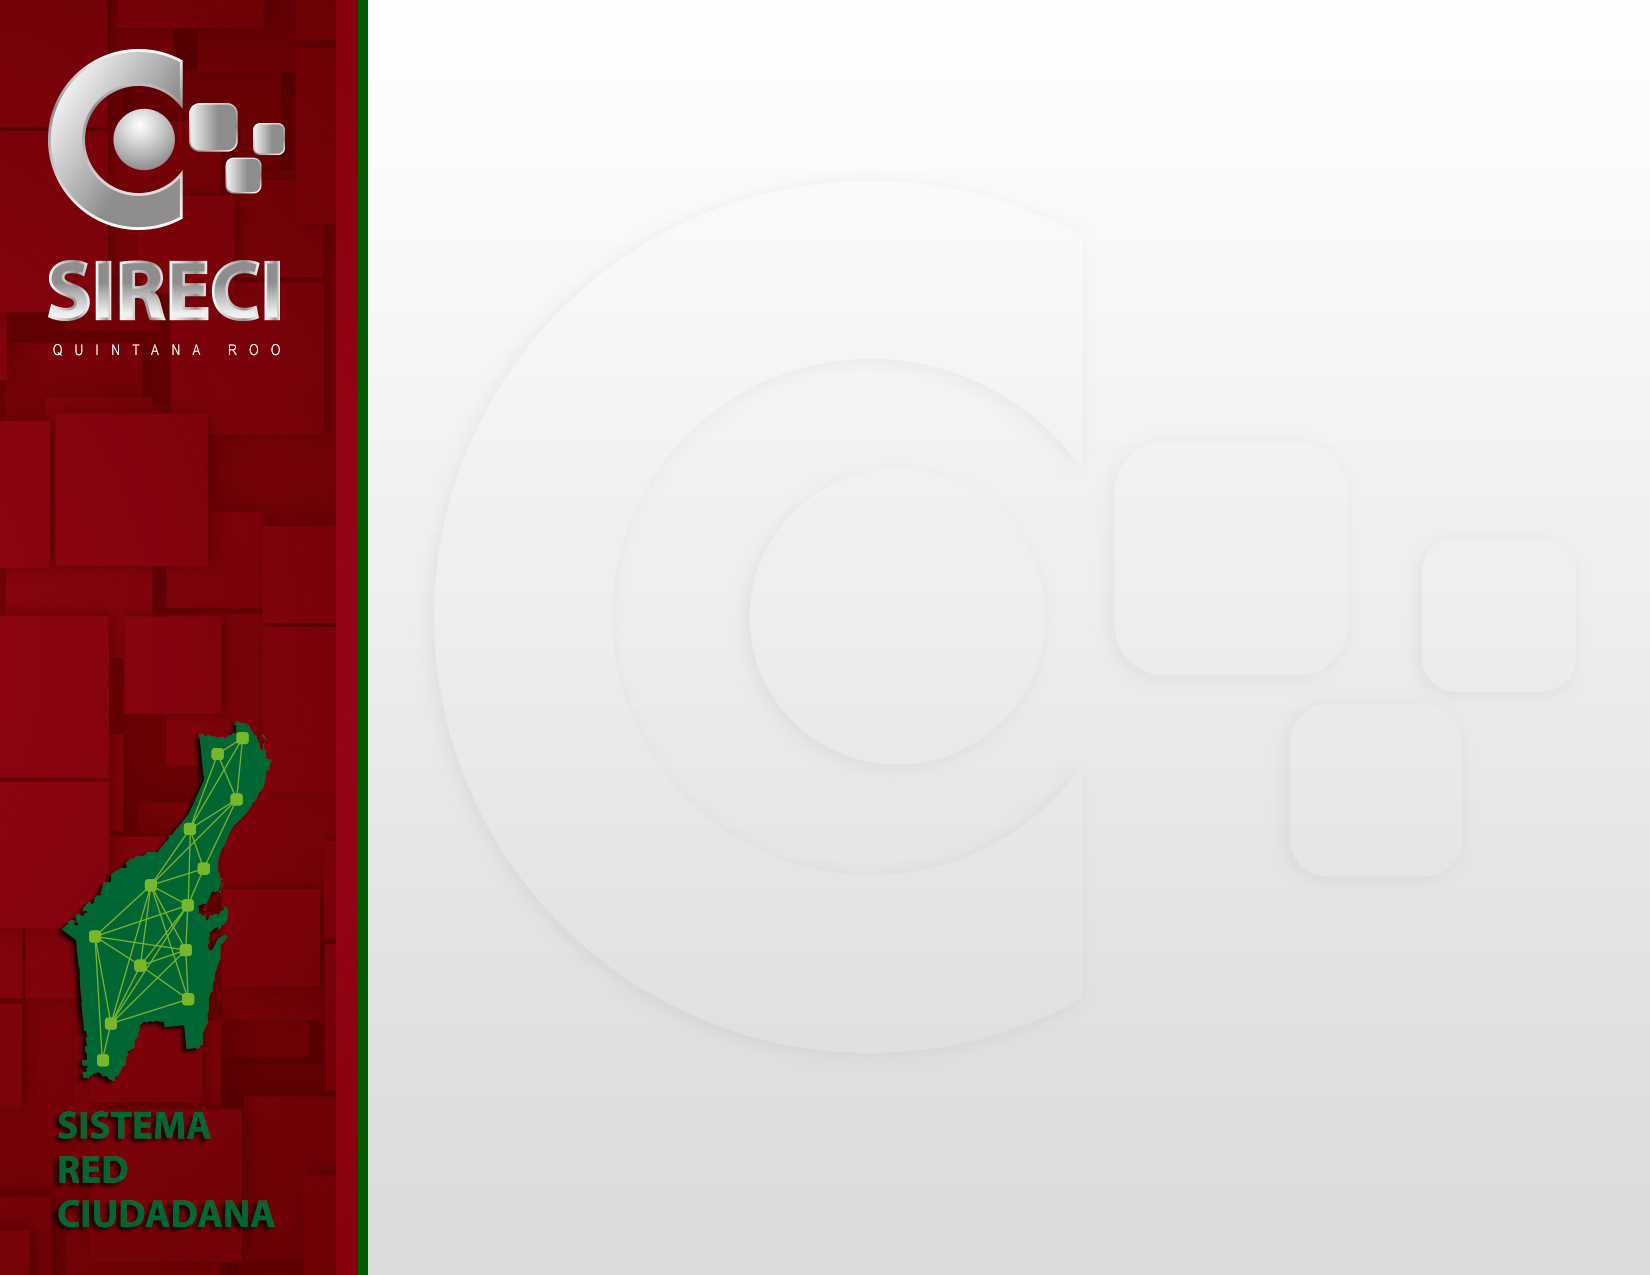 SIRECI
QUINTANA ROO
SISTEMA
RED
CIUDADANA